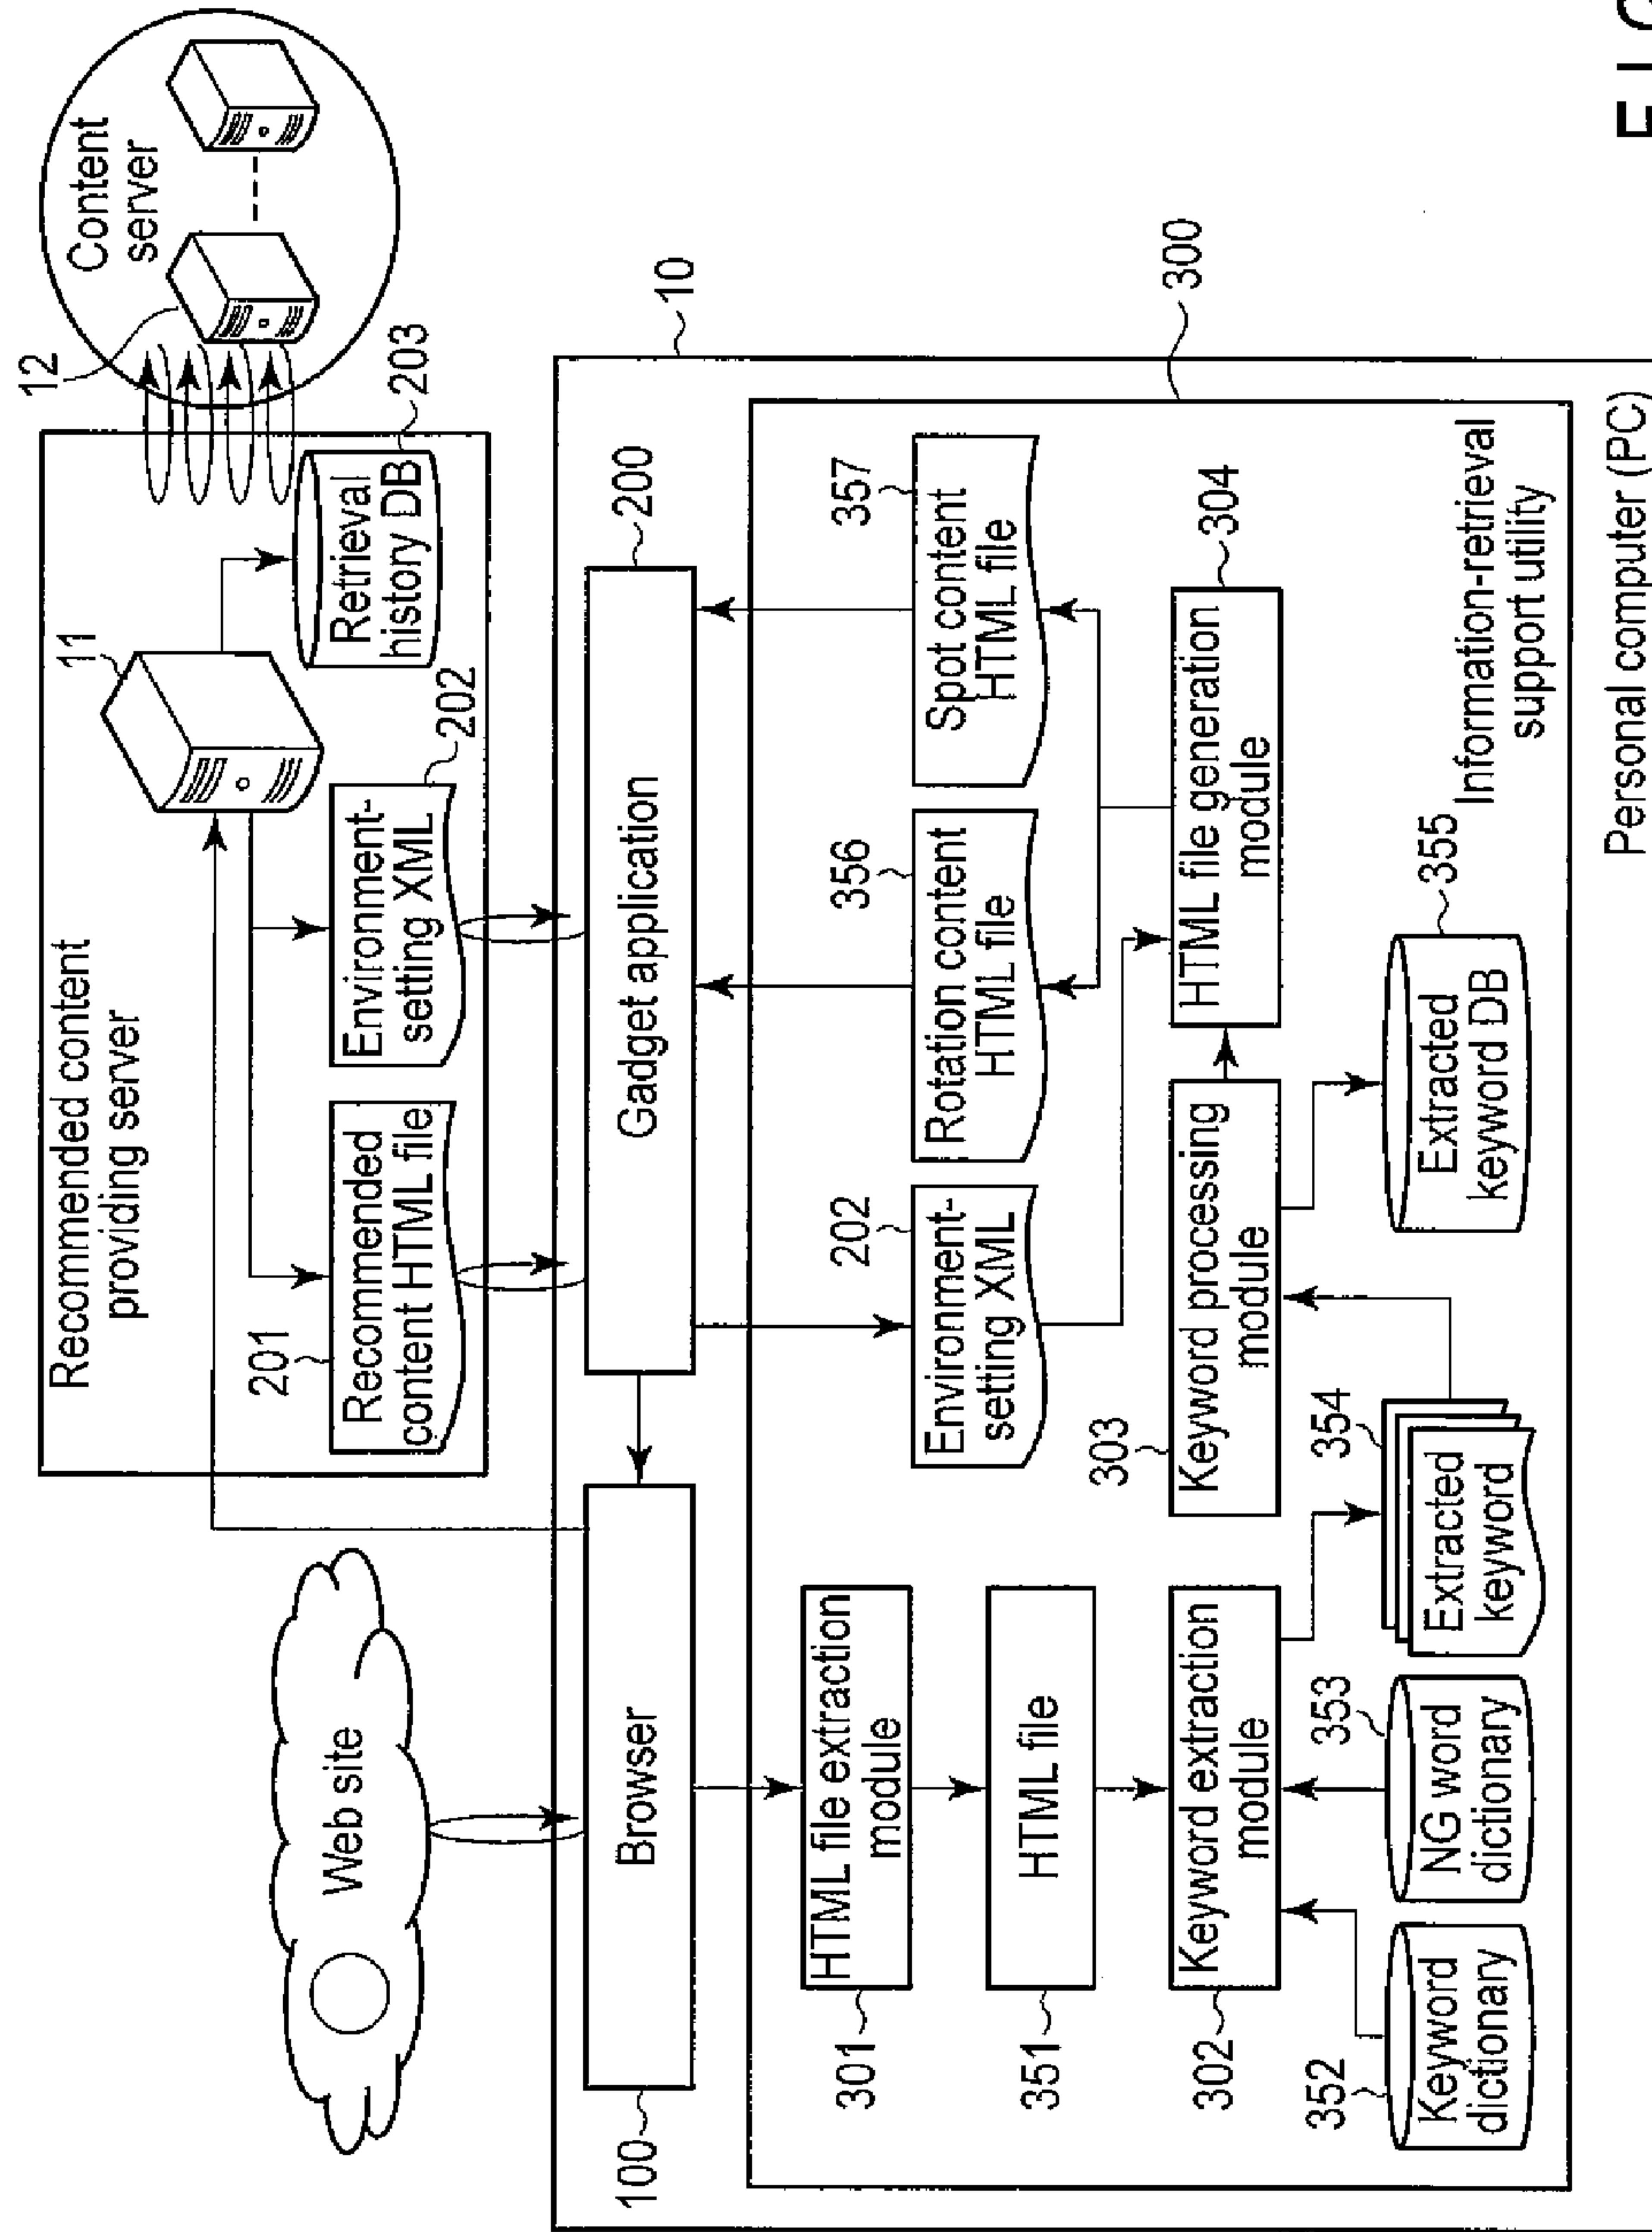 Recommended content
providing server
11
12
Content
server
201
Recommended
content HTML file
Environment-
setting XML
202
Retrieval
history DB
203
Web site
10
100
Browser
Gadget application
200
300
301
HTML file extraction
module
351
HTML file
302
Keyword extraction
module
352
Keyword
dictionary
353
NG word
dictionary
354
Extracted
keyword
202
Environment-
setting XML
356
Rotation content
HTML file
357
Spot content
HTML file
303
Keyword processing
module
304
HTML file generation
module
355
Extracted
keyword DB
Information-retrieval
support utility
Personal computer (PC)